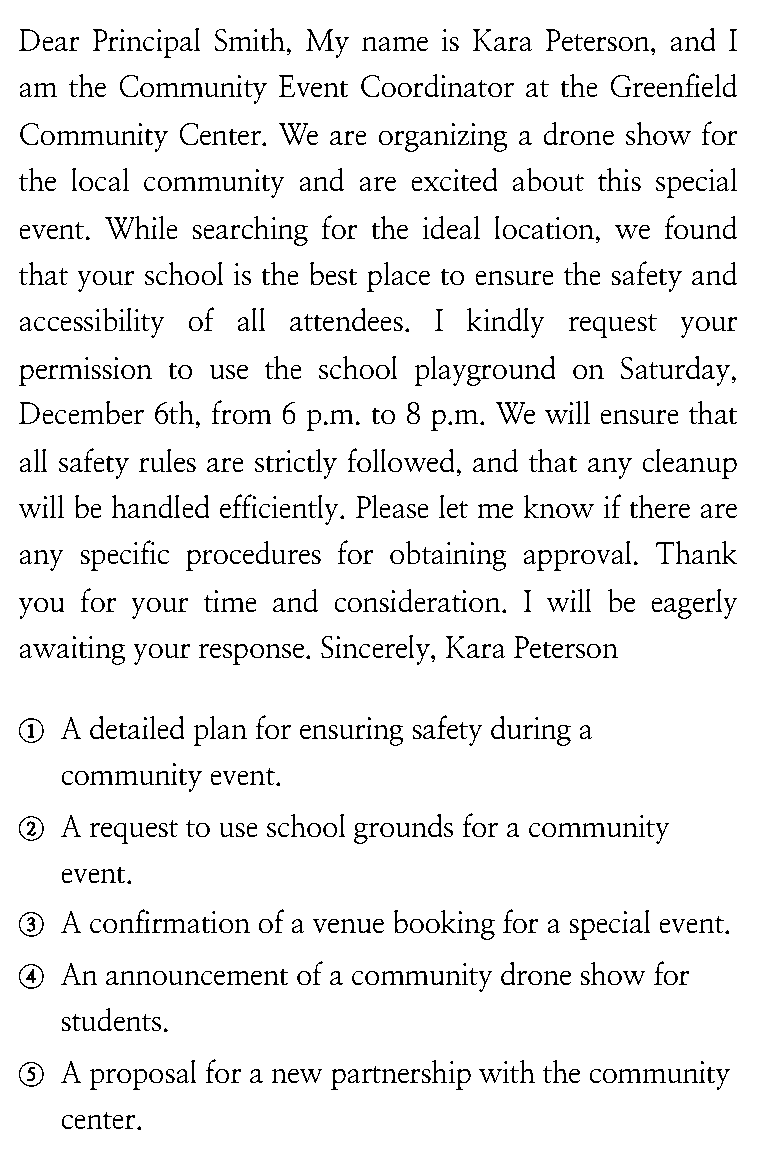 Dear Principal Smith, My name is Kara Peterson, and I
am the Community Event Coordinator at the Greenfield
Community Center. We are organizing a drone show for
the local community and are excited about this special
event. While searching for the ideal location, we found
that your school is the best place to ensure the safety and
accessibility of all attendees. I kindly request your
permission to use the school playground on Saturday,
December 6th, from 6 p.m. to 8 p.m. We will ensure that
all safety rules are strictly followed, and that any cleanup
will be handled efficiently. Please let me know if there are
any specific procedures for obtaining approval. Thank
you for your time and consideration. I will be eagerly
awaiting your response. Sincerely, Kara Peterson
① A detailed plan for ensuring safety during a
community event.
② A request to use school grounds for a community
event.
③ A confirmation of a venue booking for a special event.
④ An announcement of a community drone show for
students.
⑤ A proposal for a new partnership with the community
center.